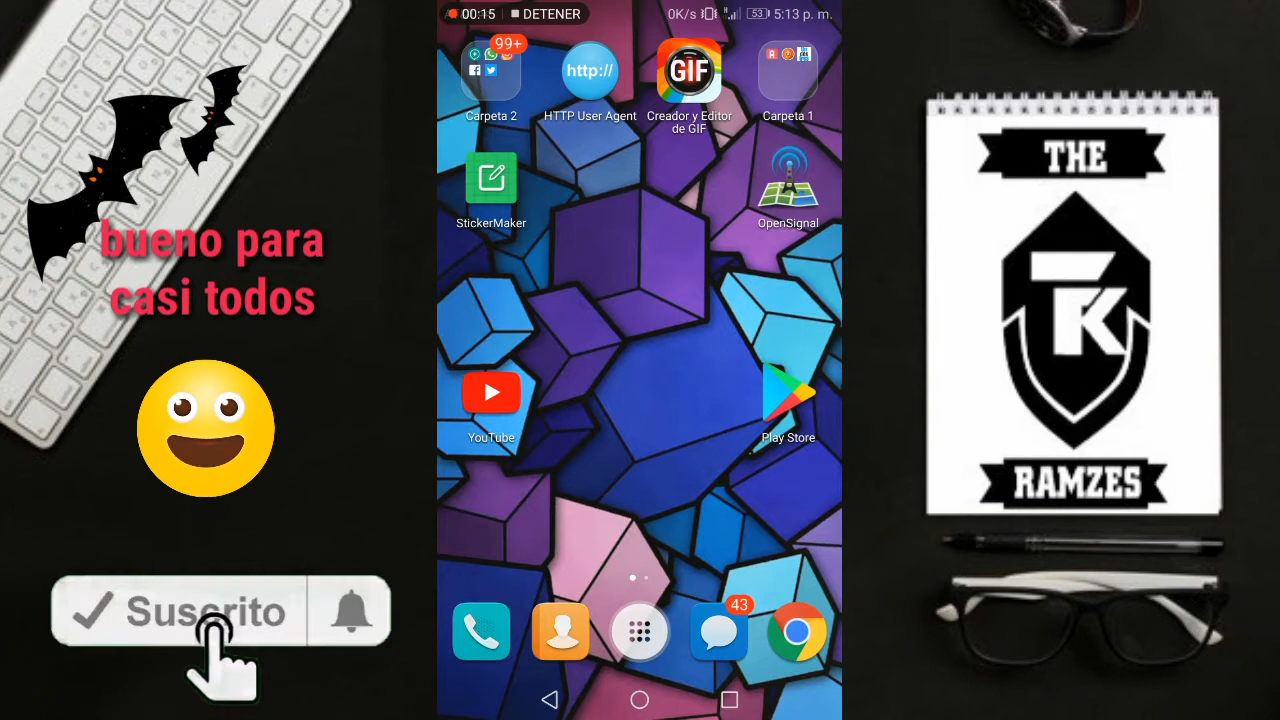 00:15 DETENER 0K/s 53 5:13 p. m.
99+
http://
GIF
Carpeta 2 HTTP User Agent Creador y Editor de GIF Carpeta 1
StickerMaker OpenSignal
bueno para
casi todos
YouTube Play Store
Suscrito
43
THE
TK
RAMZES